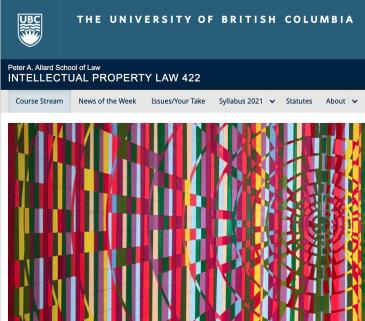 UBC
THE UNIVERSITY OF BRITISH COLUMBIA
Peter A. Allard School of Law
INTELLECTUAL PROPERTY LAW 422
Course Stream News of the Week Issues/Your Take Syllabus 2021 Statutes About